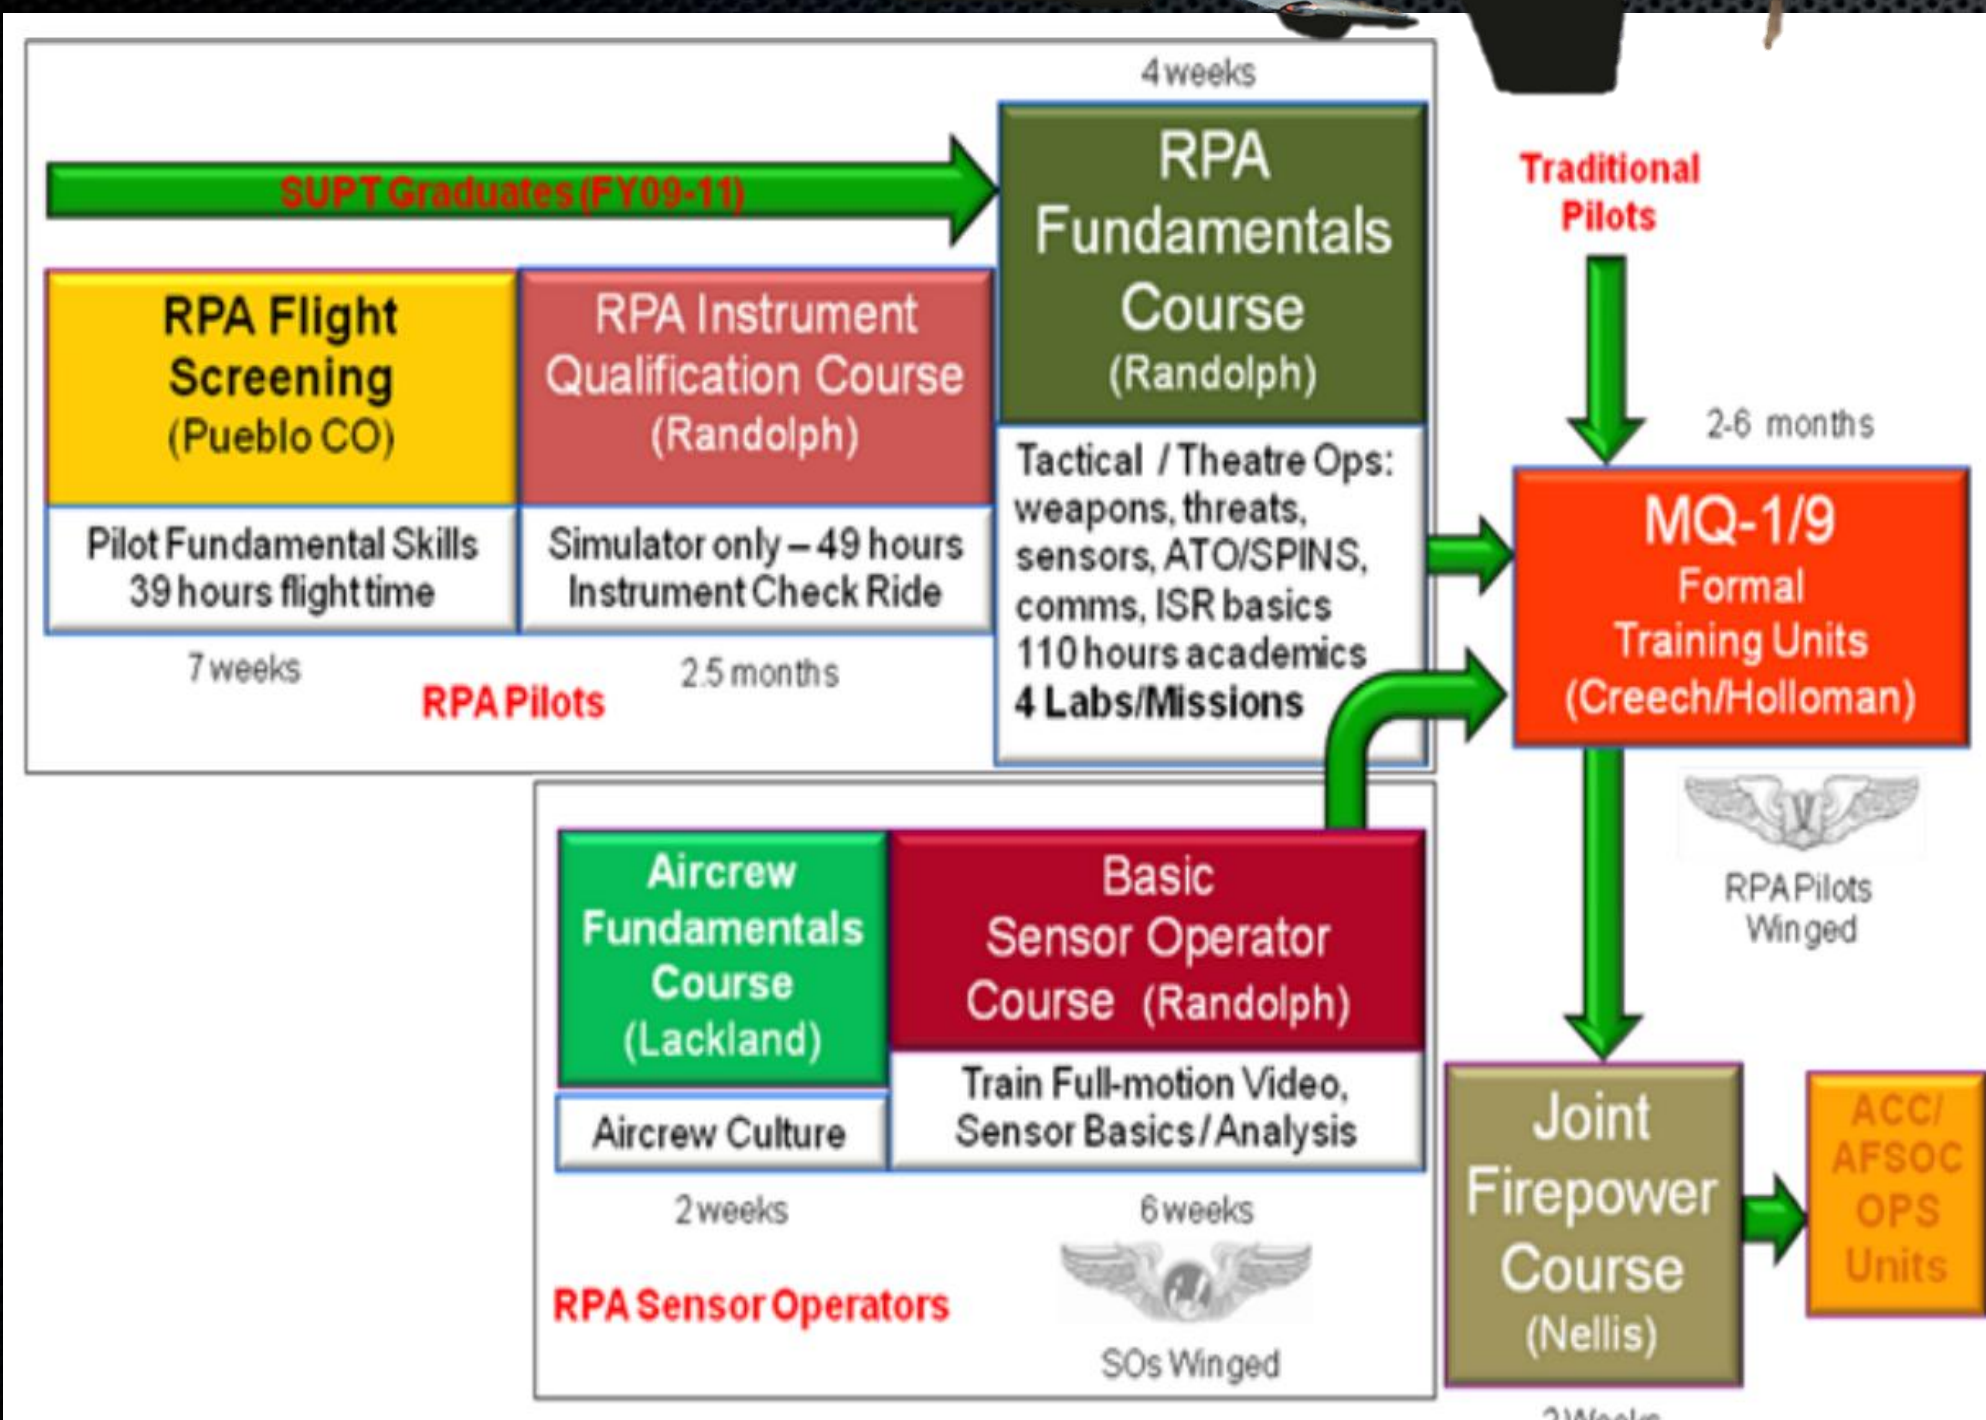 4 weeks
SUPT Graduates (FY09-11)
RPA
Fundamentals
Course
(Randolph)
Tactical / Theatre Ops:
weapons, threats,
sensors, ATO/SPINS,
comms, ISR basics
110 hours academics
4 Labs/Missions
RPA Flight
Screening
(Pueblo CO)
Pilot Fundamental Skills
39 hours flight time
7 weeks
RPA Instrument
Qualification Course
(Randolph)
Simulator only – 49 hours
Instrument Check Ride
2.5 months
RPA Pilots
Traditional
Pilots
2-6 months
MQ-1/9
Formal
Training Units
(Creech/Holloman)
RPA Pilots
Winged
Aircrew
Fundamentals
Course
(Lackland)
Aircrew Culture
2 weeks
Basic
Sensor Operator
Course (Randolph)
Train Full-motion Video,
Sensor Basics / Analysis
6 weeks
RPA Sensor Operators
SOs Winged
Joint
Firepower
Course
(Nellis)
Weeks
ACC/
AFSOC
OPS
Units